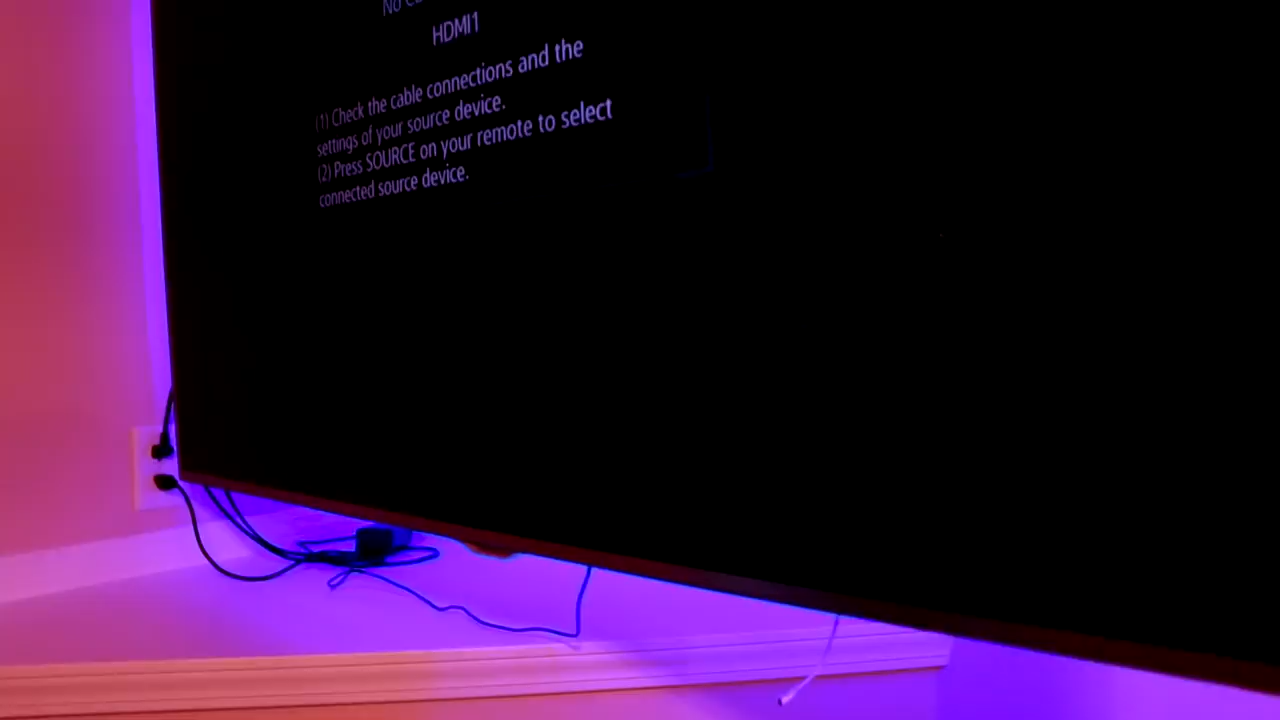 No
HDMI1
(1) Check the cable connections and the
settings of your source device.
(2) Press SOURCE on your remote to select
connected source device.